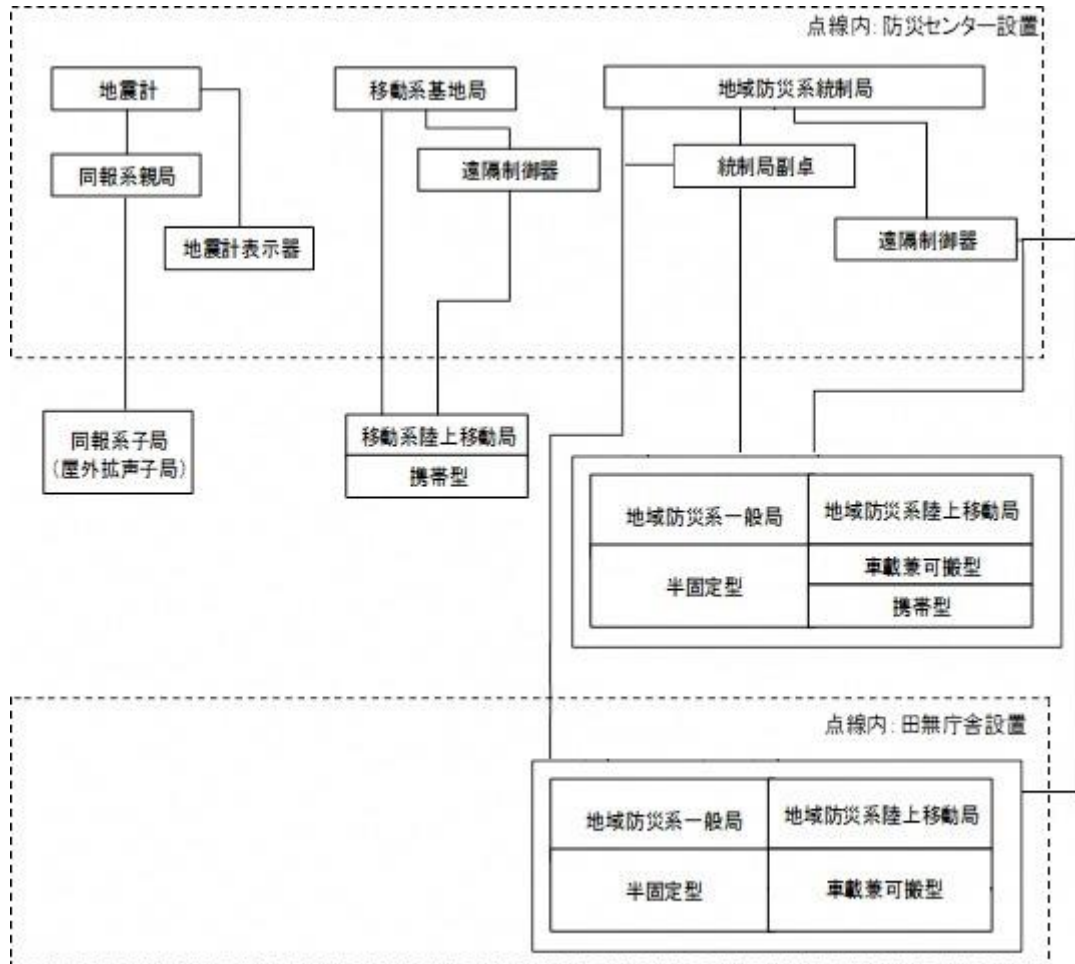 点線内：防災センター設置
地震計
移動系基地局
地域防災系統制局
同報系親局
遠隔制御器
統制局副卓
地震計表示器
遠隔制御器
同報系子局
（屋外拡声子局）
移動系陸上移動局
携帯型
地域防災系一般局
地域防災系陸上移動局
半固定型
車載兼可搬型
携帯型
点線内：田無庁舎設置
地域防災系一般局
地域防災系陸上移動局
半固定型
車載兼可搬型